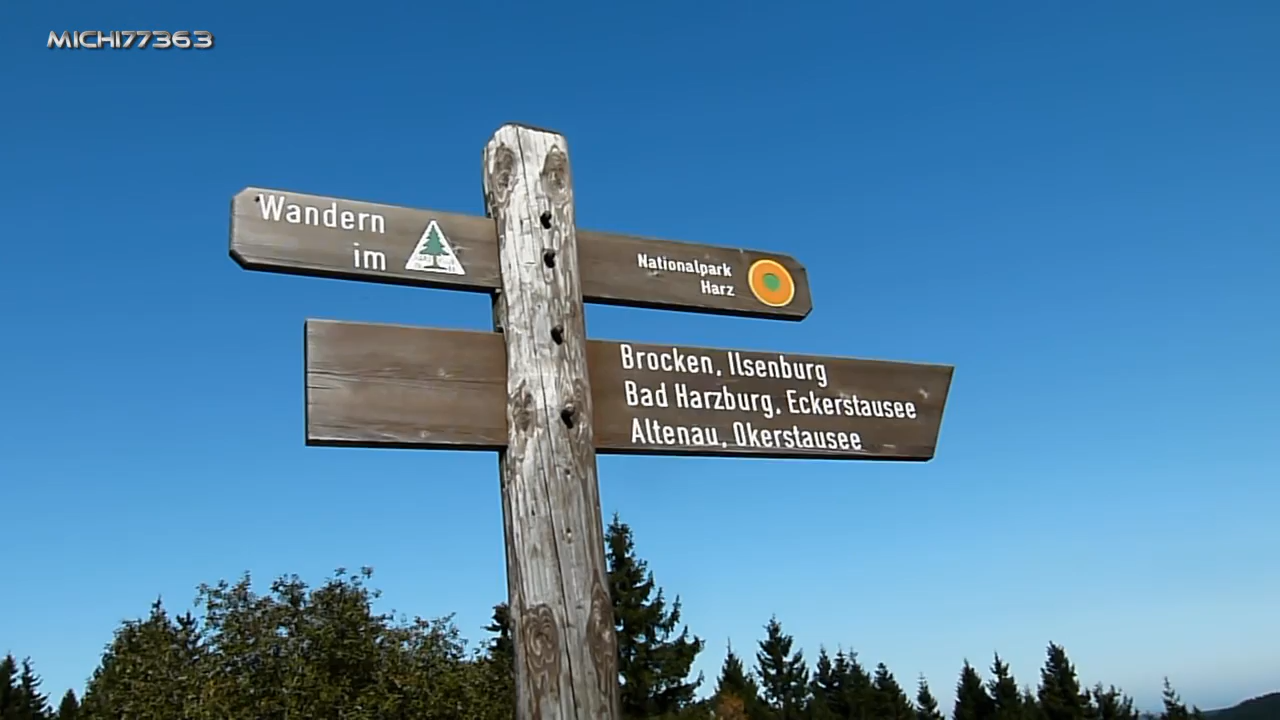 MICHI77363
Wandern
im
Nationalpark
Harz
Brocken, Ilsenburg
Bad Harzburg, Eckerstausee
Altenau, Okerstausee